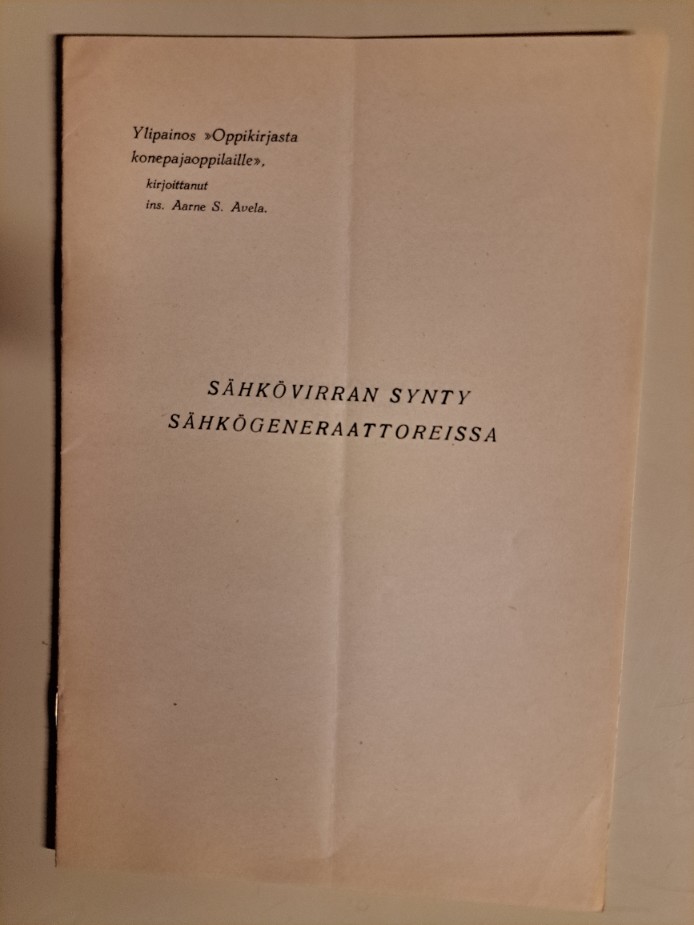 Ylipainos »Oppikirjasta
konepajaoppilaille»,
kirjoittanut
ins. Aarne S. Avela.
SÄHKÖVIRRAN SYNTY
SÄHKÖGENERAATTOREISSA